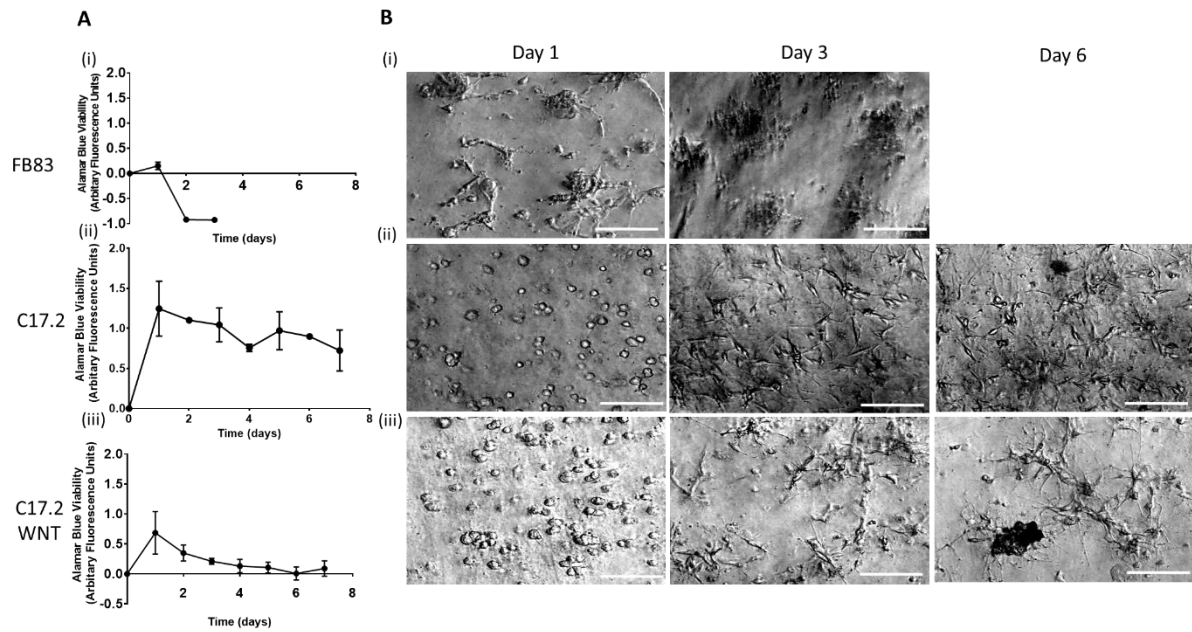 A
B
Day 1
Day 3
Day 6
FB83
(i)
Alamar Blue Viability
(Arbitary Fluorescence Units)
2.0
1.5
1.0
0.5
0.0
-0.5
-1.0
2
4
6
8
Time (days)
(i)
C17.2
(ii)
Alamar Blue Viability
(Arbitary Fluorescence Units)
2.0
1.5
1.0
0.5
0.0
0
2
4
6
8
Time (days)
(ii)
C17.2
WNT
(iii)
Alamar Blue Viability
(Arbitary Fluorescence Units)
2.0
1.5
1.0
0.5
0.0
-0.5
2
4
6
8
Time (days)
(iii)